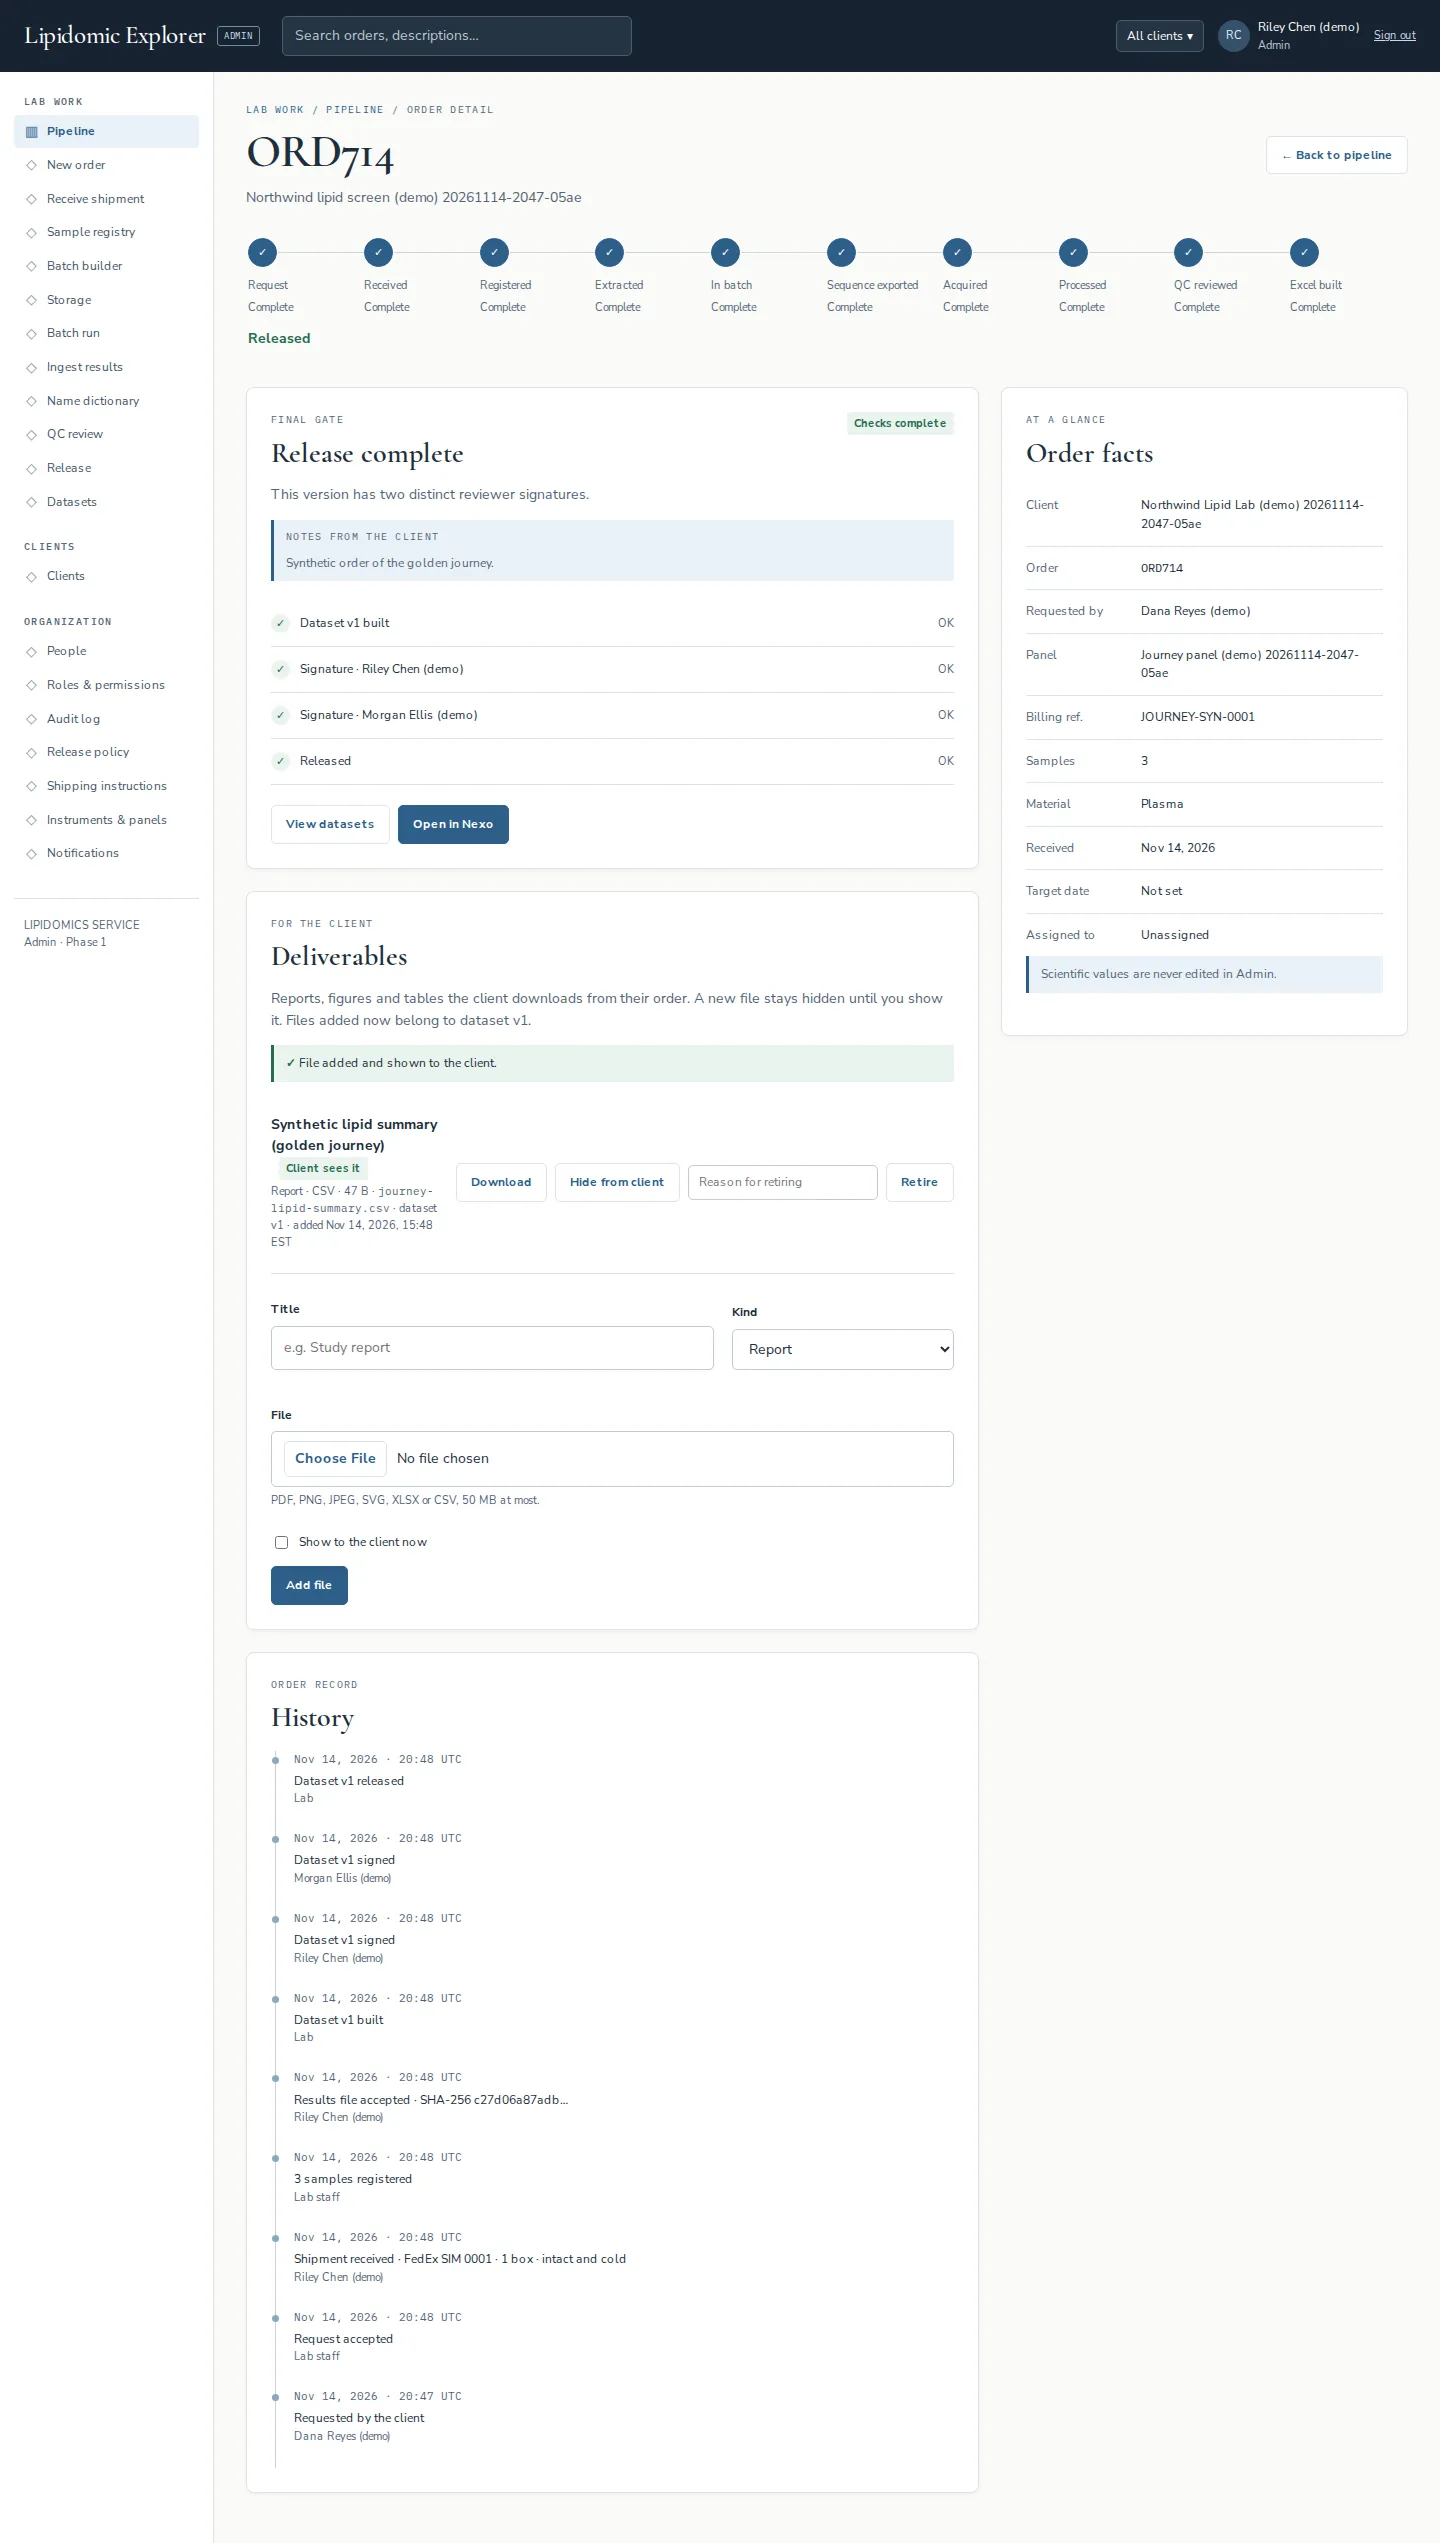 Lipidomic Explorer ADMIN Search orders, descriptions... All clients ▾ RC Riley Chen (demo) Admin Sign out
LAB WORK
Pipeline
New order
Receive shipment
Sample registry
Batch builder
Storage
Batch run
Ingest results
Name dictionary
QC review
Release
Datasets
CLIENTS
Clients
ORGANIZATION
People
Roles & permissions
Audit log
Release policy
Shipping instructions
Instruments & panels
Notifications
LIPIDOMICS SERVICE
Admin · Phase 1
LAB WORK / PIPELINE / ORDER DETAIL
ORD714
← Back to pipeline
Northwind lipid screen (demo) 20261114-2047-05ae
✓ ✓ ✓ ✓ ✓ ✓ ✓ ✓ ✓ ✓
Request Received Registered Extracted In batch Sequence exported Acquired Processed QC reviewed Excel built
Complete Complete Complete Complete Complete Complete Complete Complete Complete Complete
Released
FINAL GATE
Checks complete
Release complete
This version has two distinct reviewer signatures.
NOTES FROM THE CLIENT
Synthetic order of the golden journey.
✓ Dataset v1 built OK
✓ Signature · Riley Chen (demo) OK
✓ Signature · Morgan Ellis (demo) OK
✓ Released OK
View datasets Open in Nexo
FOR THE CLIENT
Deliverables
Reports, figures and tables the client downloads from their order. A new file stays hidden until you show
it. Files added now belong to dataset v1.
✓ File added and shown to the client.
Synthetic lipid summary
(golden journey)
Client sees it
Report · CSV · 47 B · journey-
lipid-summary.csv · dataset
v1 · added Nov 14, 2026, 15:48
EST
Download Hide from client Reason for retiring Retire
Title
e.g. Study report
Kind
Report
File
Choose File No file chosen
PDF, PNG, JPEG, SVG, XLSX or CSV, 50 MB at most.
Show to the client now
Add file
ORDER RECORD
History
Nov 14, 2026 · 20:48 UTC
Dataset v1 released
Lab
Nov 14, 2026 · 20:48 UTC
Dataset v1 signed
Morgan Ellis (demo)
Nov 14, 2026 · 20:48 UTC
Dataset v1 signed
Riley Chen (demo)
Nov 14, 2026 · 20:48 UTC
Dataset v1 built
Lab
Nov 14, 2026 · 20:48 UTC
Results file accepted · SHA-256 c27d06a87adb…
Riley Chen (demo)
Nov 14, 2026 · 20:48 UTC
3 samples registered
Lab staff
Nov 14, 2026 · 20:48 UTC
Shipment received · FedEx SIM 0001 · 1 box · intact and cold
Riley Chen (demo)
Nov 14, 2026 · 20:48 UTC
Request accepted
Lab staff
Nov 14, 2026 · 20:47 UTC
Requested by the client
Dana Reyes (demo)
AT A GLANCE
Order facts
Client Northwind Lipid Lab (demo) 20261114-
2047-05ae
Order ORD714
Requested by Dana Reyes (demo)
Panel Journey panel (demo) 20261114-2047-
05ae
Billing ref. JOURNEY-SYN-0001
Samples 3
Material Plasma
Received Nov 14, 2026
Target date Not set
Assigned to Unassigned
Scientific values are never edited in Admin.